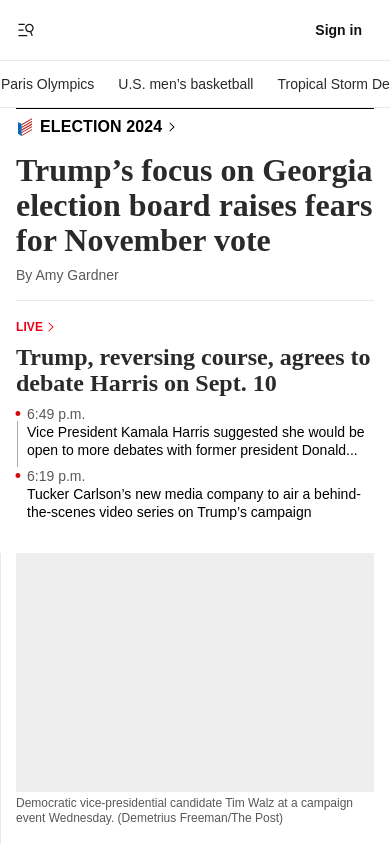 Sign in
Paris Olympics U.S. men’s basketball Tropical Storm De
ELECTION 2024
Trump’s focus on Georgia
election board raises fears
for November vote
By Amy Gardner
LIVE
Trump, reversing course, agrees to
debate Harris on Sept. 10
6:49 p.m.
Vice President Kamala Harris suggested she would be
open to more debates with former president Donald...
6:19 p.m.
Tucker Carlson’s new media company to air a behind-
the-scenes video series on Trump’s campaign
Democratic vice-presidential candidate Tim Walz at a campaign
event Wednesday. (Demetrius Freeman/The Post)